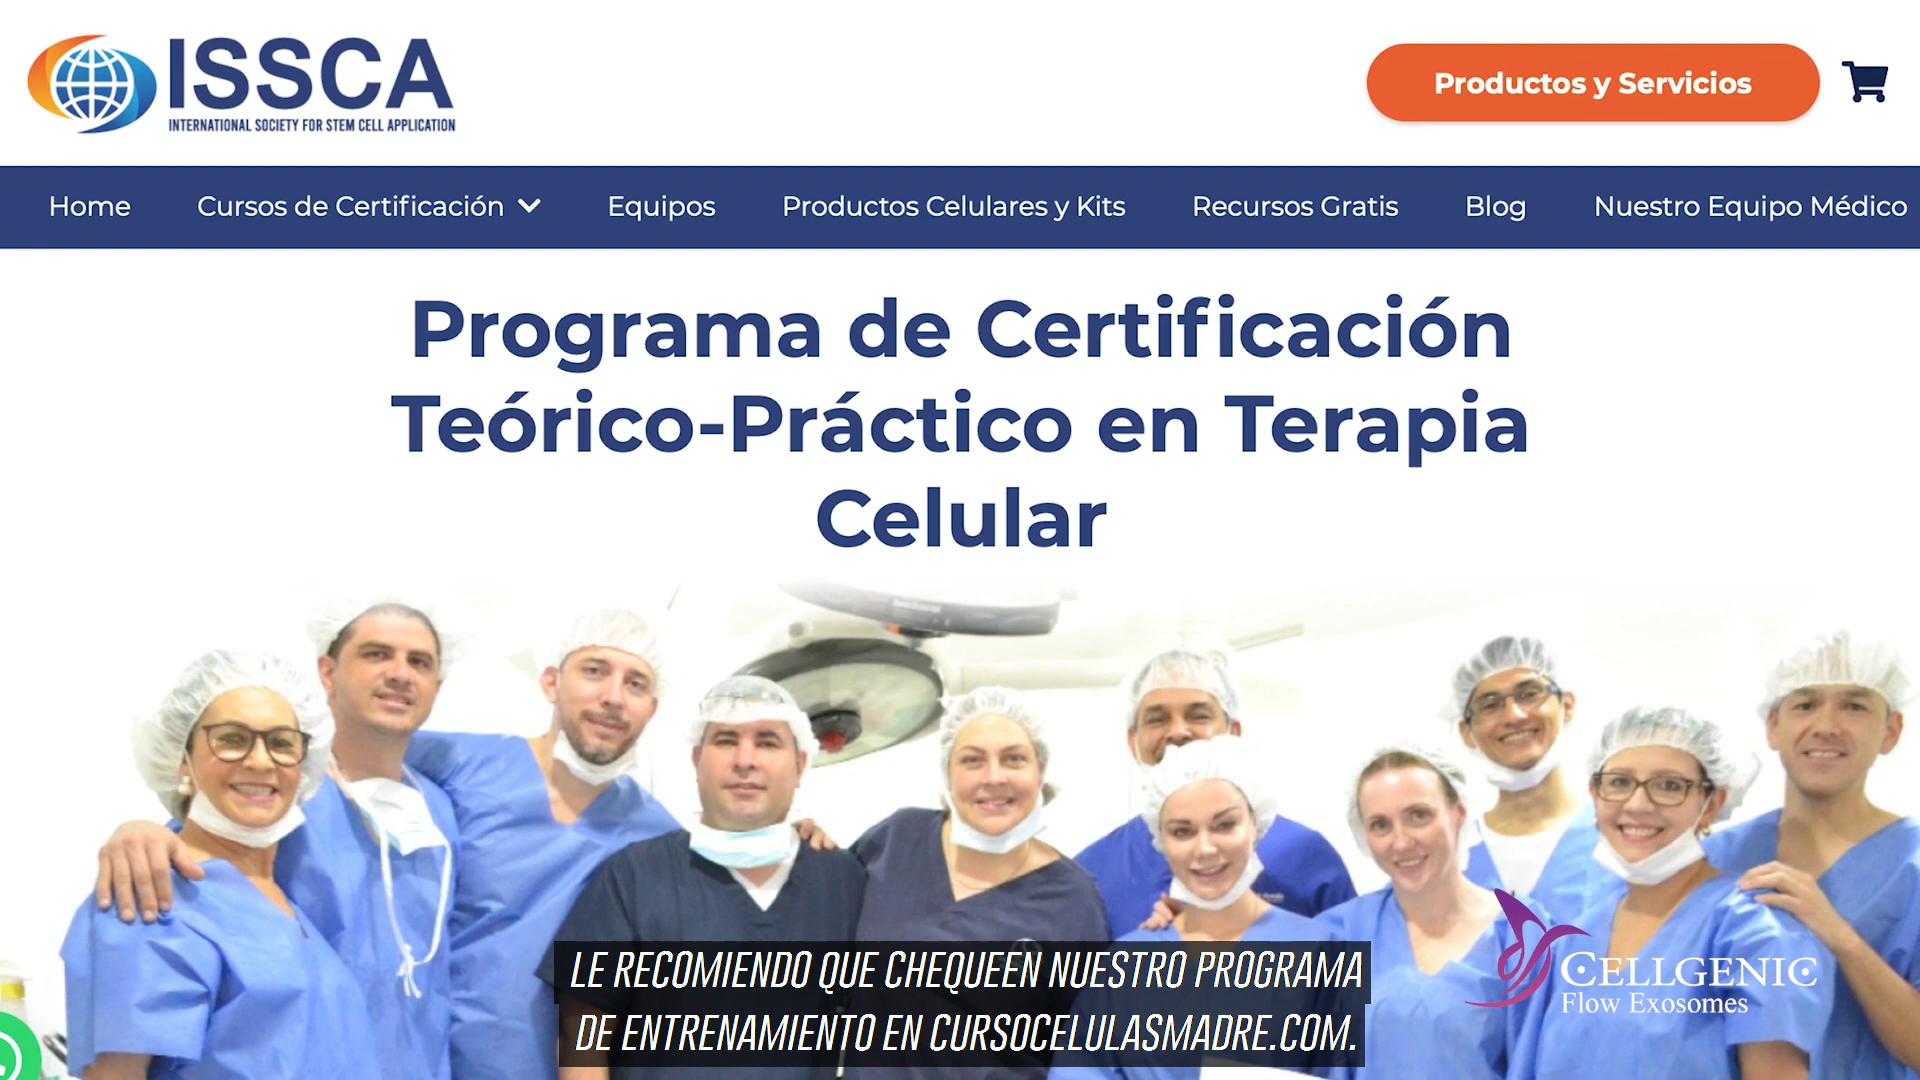 ISSCA
INTERNATIONAL SOCIETY FOR STEM CELL APPLICATION
Productos y Servicios
Home Cursos de Certificación Equipos Productos Celulares y Kits Recursos Gratis Blog Nuestro Equipo Médico
Programa de Certificación
Teórico-Práctico en Terapia
Celular
CELLGENIC
Flow Exosomes
LE RECOMIENDO QUE CHEQUEEN NUESTRO PROGRAMA
DE ENTRENAMIENTO EN CURSOCELULASMADRE.COM.